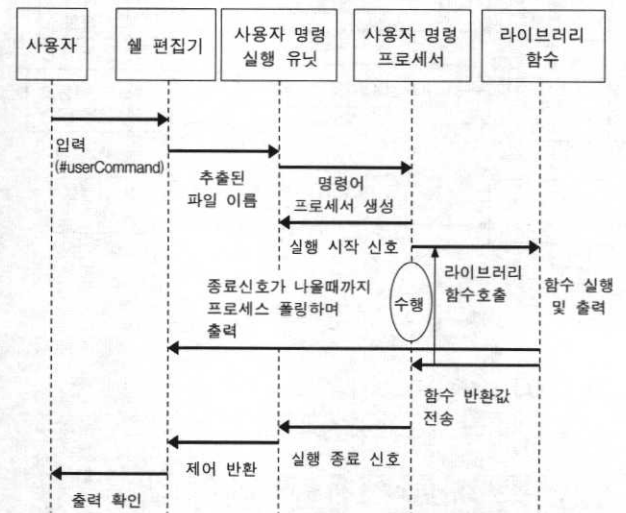 사용자
쉘 편집기
사용자 명령
실행 유닛
사용자 명령
프로세서
라이브러리
함수
입력
(#userCommand)
추출된
파일 이름
명령어
프로세서 생성
실행 시작 신호
라이브러리
함수호출
함수 실행
및 출력
종료신호가 나올때까지
프로세스 폴링하며
출력
수행
함수 반환값
전송
실행 종료 신호
제어 반환
출력 확인